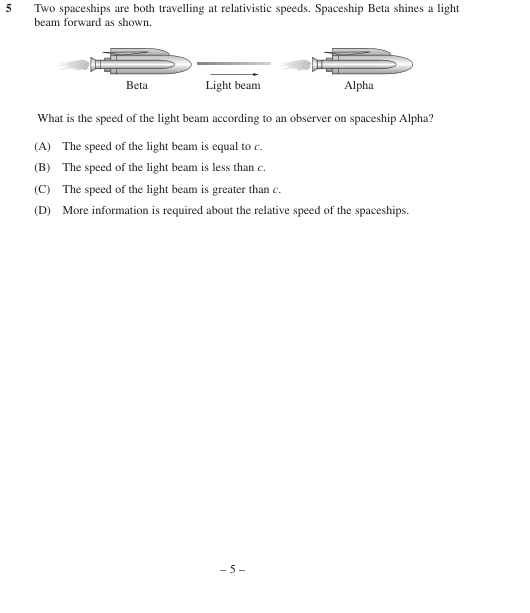 5 Two spaceships are both travelling at relativistic speeds. Spaceship Beta shines a light
beam forward as shown.
Beta Light beam Alpha
What is the speed of the light beam according to an observer on spaceship Alpha?
(A) The speed of the light beam is equal to c.
(B) The speed of the light beam is less than c.
(C) The speed of the light beam is greater than c.
(D) More information is required about the relative speed of the spaceships.
– 5 –